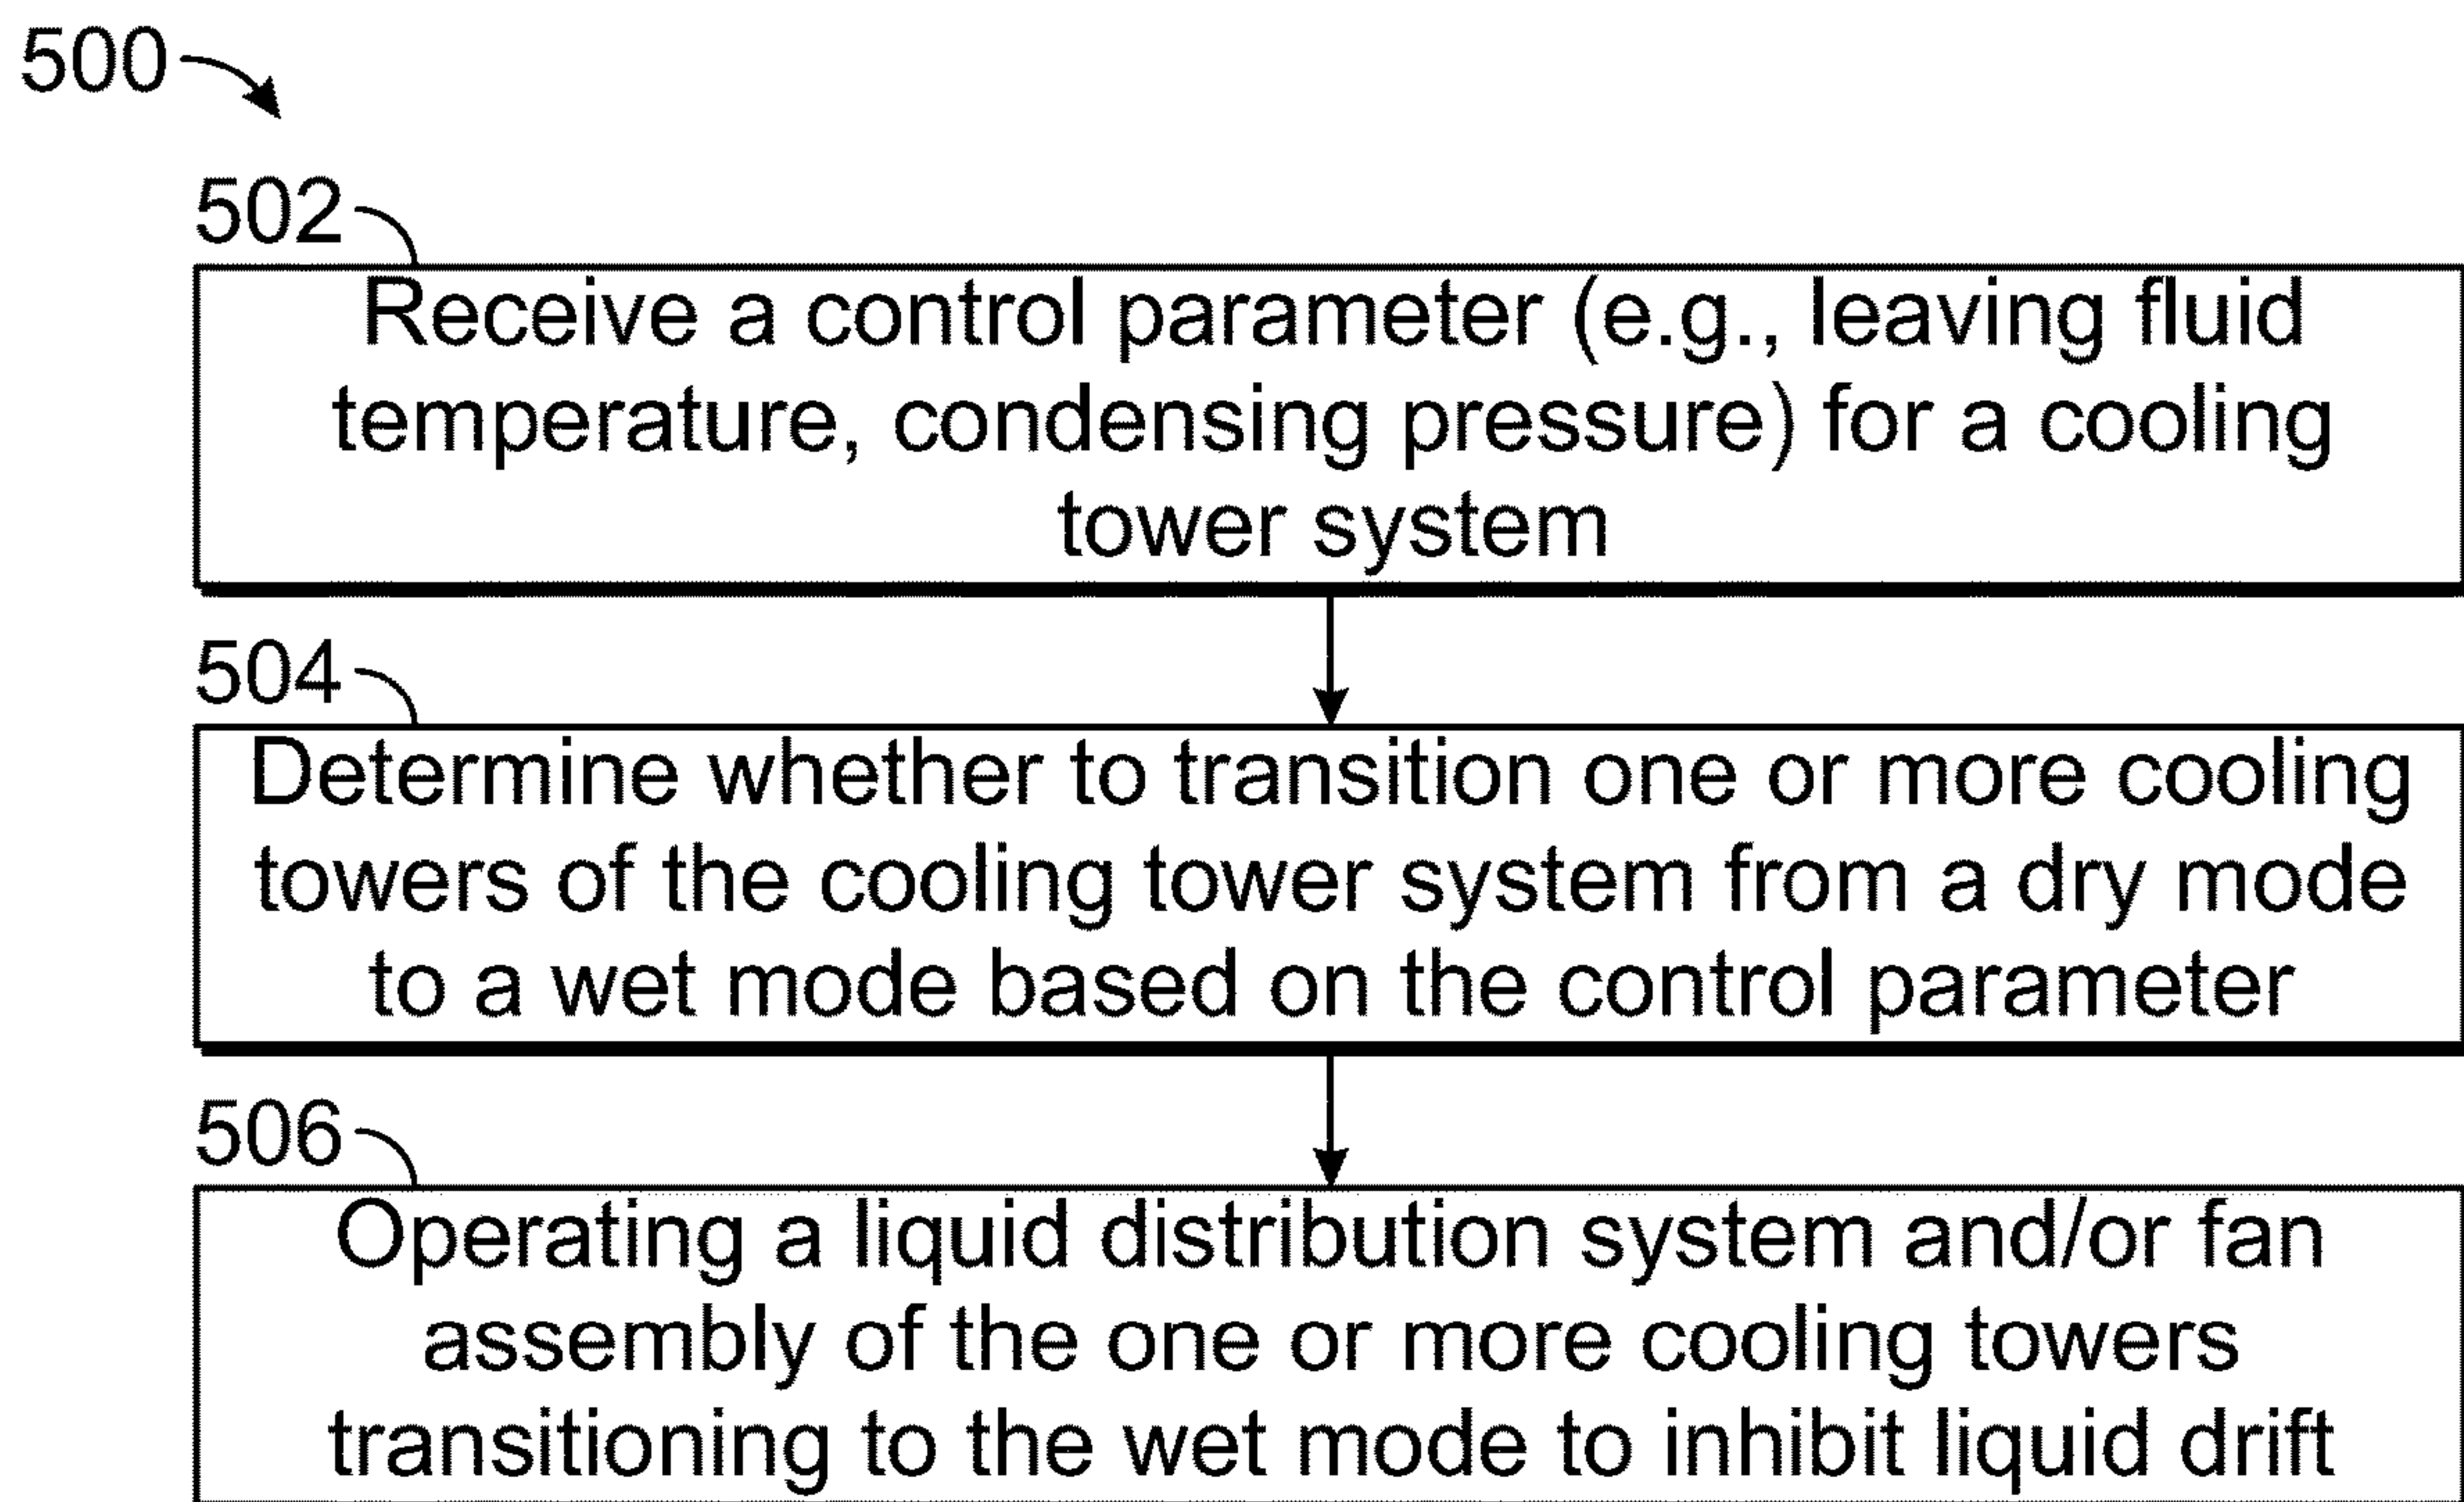 500
502
Receive a control parameter (e.g., leaving fluid
temperature, condensing pressure) for a cooling
tower system
504
Determine whether to transition one or more cooling
towers of the cooling tower system from a dry mode
to a wet mode based on the control parameter
506
Operating a liquid distribution system and/or fan
assembly of the one or more cooling towers
transitioning to the wet mode to inhibit liquid drift